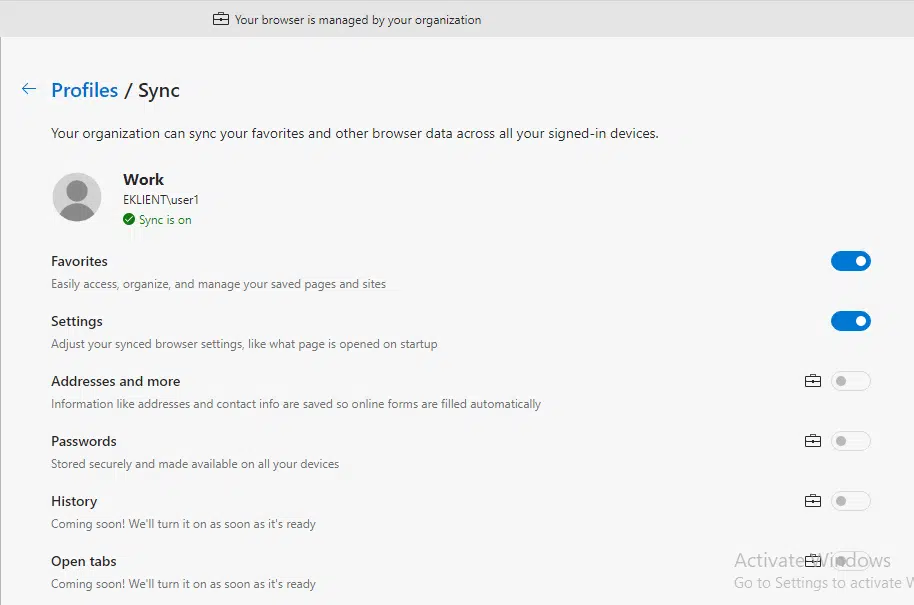 Your browser is managed by your organization
Profiles / Sync
Your organization can sync your favorites and other browser data across all your signed-in devices.
Work
EKLIENT\user1
Sync is on
Favorites
Easily access, organize, and manage your saved pages and sites
Settings
Adjust your synced browser settings, like what page is opened on startup
Addresses and more
Information like addresses and contact info are saved so online forms are filled automatically
Passwords
Stored securely and made available on all your devices
History
Coming soon! We'll turn it on as soon as it's ready
Open tabs
Activate Windows
Coming soon! We'll turn it on as soon as it's ready
Go to Settings to activate W